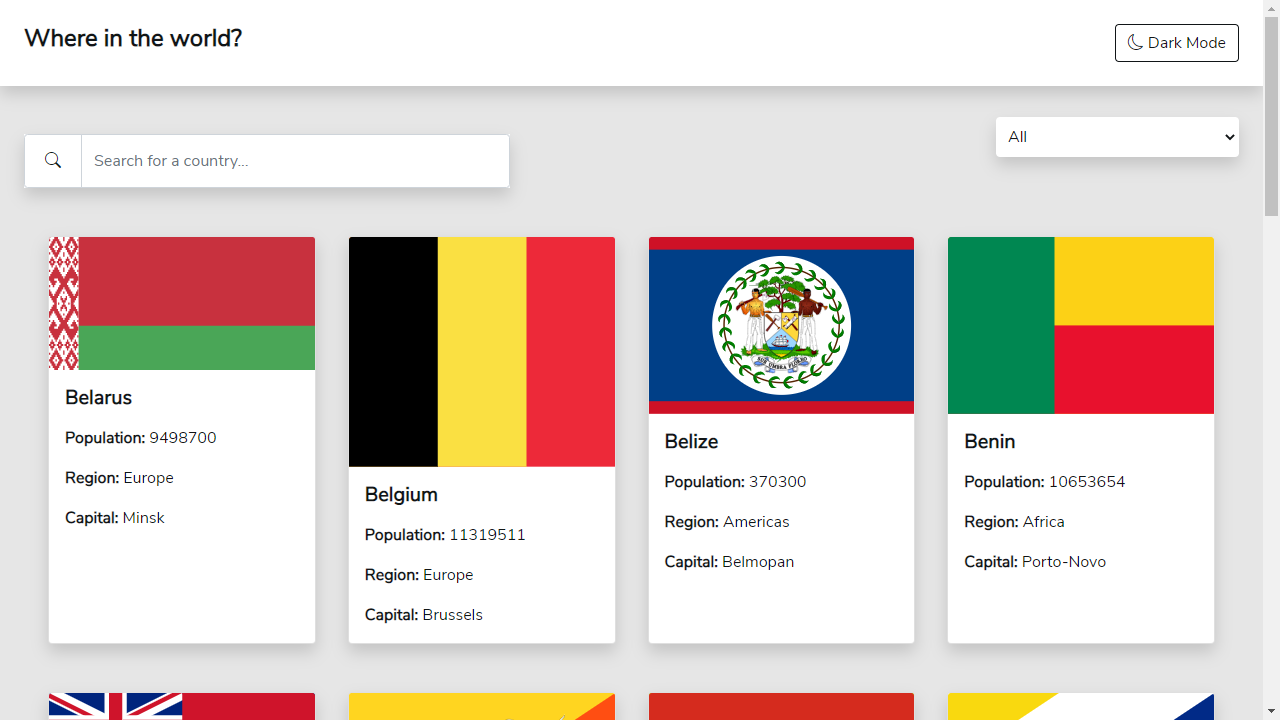 Where in the world?
Dark Mode
All
Search for a country...
Belarus
Population: 9498700
Region: Europe
Capital: Minsk
Belgium
Population: 11319511
Region: Europe
Capital: Brussels
Belize
Population: 370300
Region: Americas
Capital: Belmopan
Benin
Population: 10653654
Region: Africa
Capital: Porto-Novo